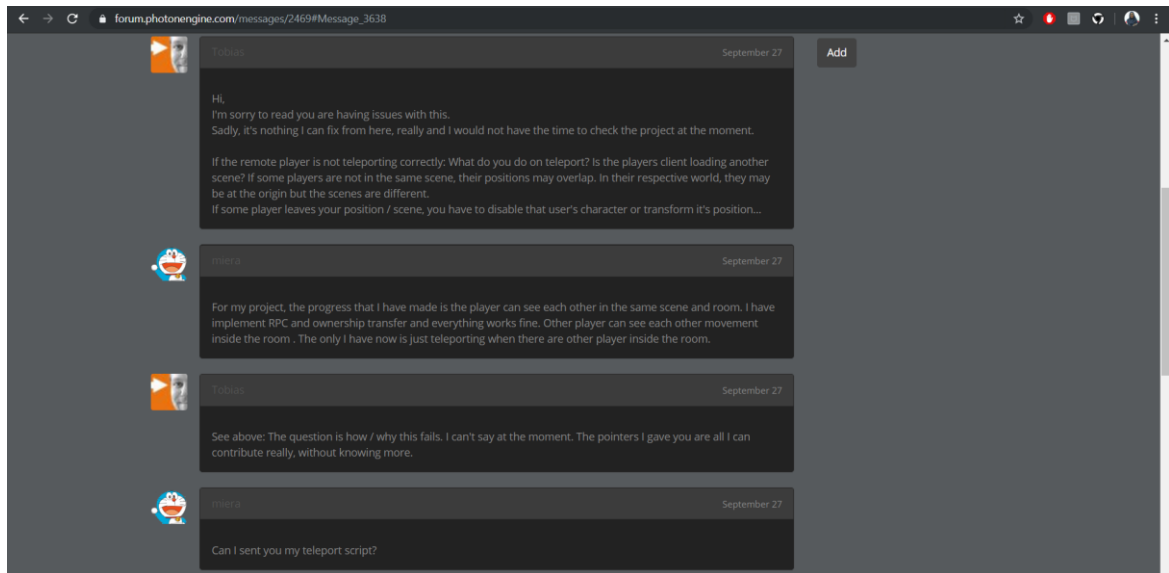 forum.photonengine.com/messages/2469#Message_3638
Tobias
September 27
Add
Hi,
I'm sorry to read you are having issues with this.
Sadly, it's nothing I can fix from here, really and I would not have the time to check the project at the moment.
If the remote player is not teleporting correctly: What do you do on teleport? Is the players client loading another
scene? If some players are not in the same scene, their positions may overlap. In their respective world, they may
be at the origin but the scenes are different.
If some player leaves your position / scene, you have to disable that user's character or transform it's position...
miera
September 27
For my project, the progress that I have made is the player can see each other in the same scene and room. I have
implement RPC and ownership transfer and everything works fine. Other player can see each other movement
inside the room . The only I have now is just teleporting when there are other player inside the room.
Tobias
September 27
See above: The question is how / why this fails. I can't say at the moment. The pointers I gave you are all I can
contribute really, without knowing more.
miera
September 27
Can I sent you my teleport script?